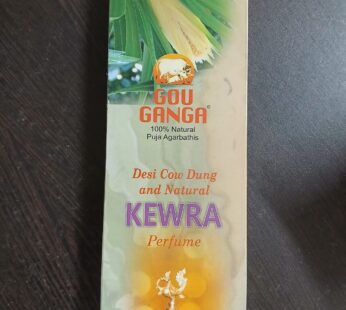 GOU
GANGA®
100% Natural
Puja Agarbathis
Desi Cow Dung
and Natural
KEWRA
Perfume